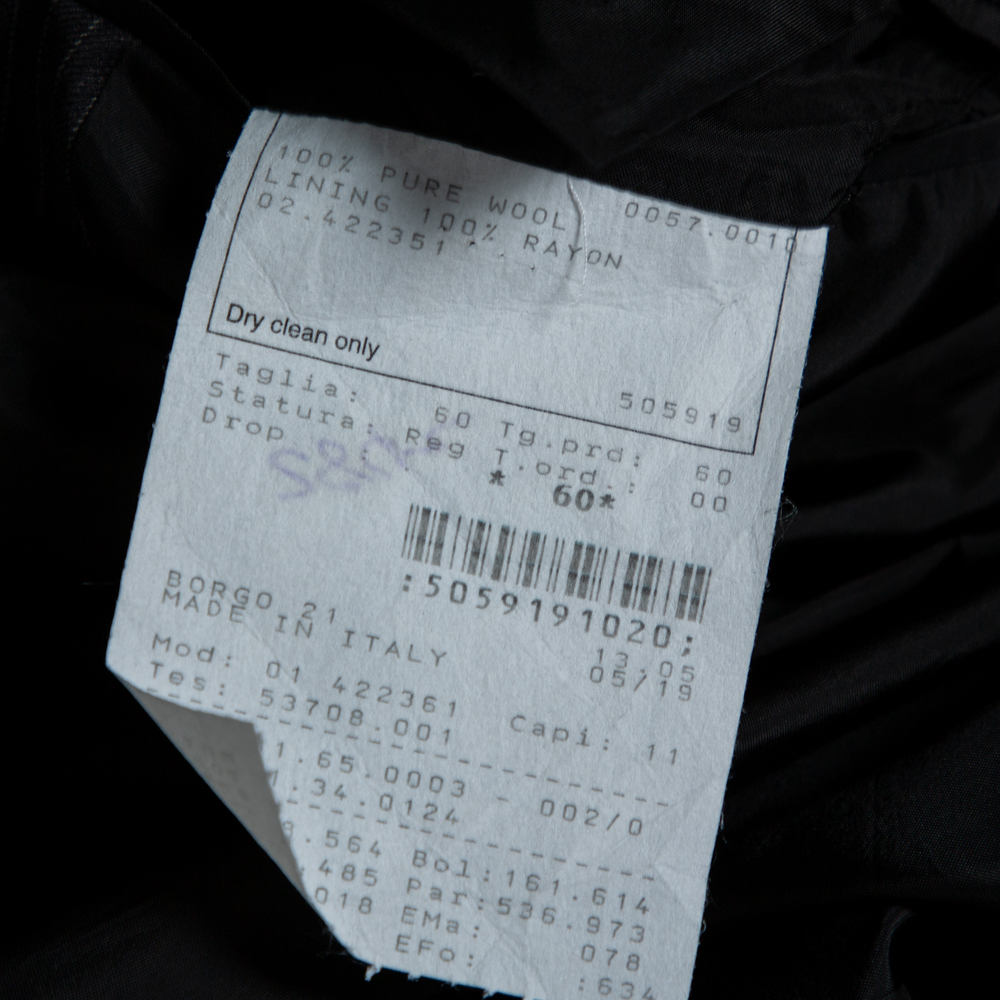 100% PURE WOOL 0057.0010
LINING 100% RAYON
02.422351
Dry clean only
505919
Taglia: 60 Tg.prd: 60
Statura: Reg T.ord.: 00
Drop :
* 60*
:5059191020;
BORGO 21 13.05
MADE IN ITALY 05/19
Mod: 01 422361
Tes: 53708.001 Capi: 11
1.65.0003 - 002/0
.34.0124
.564 Bol:161.614
.485 Par:536.973
018 EMa: 078
EFo: :634